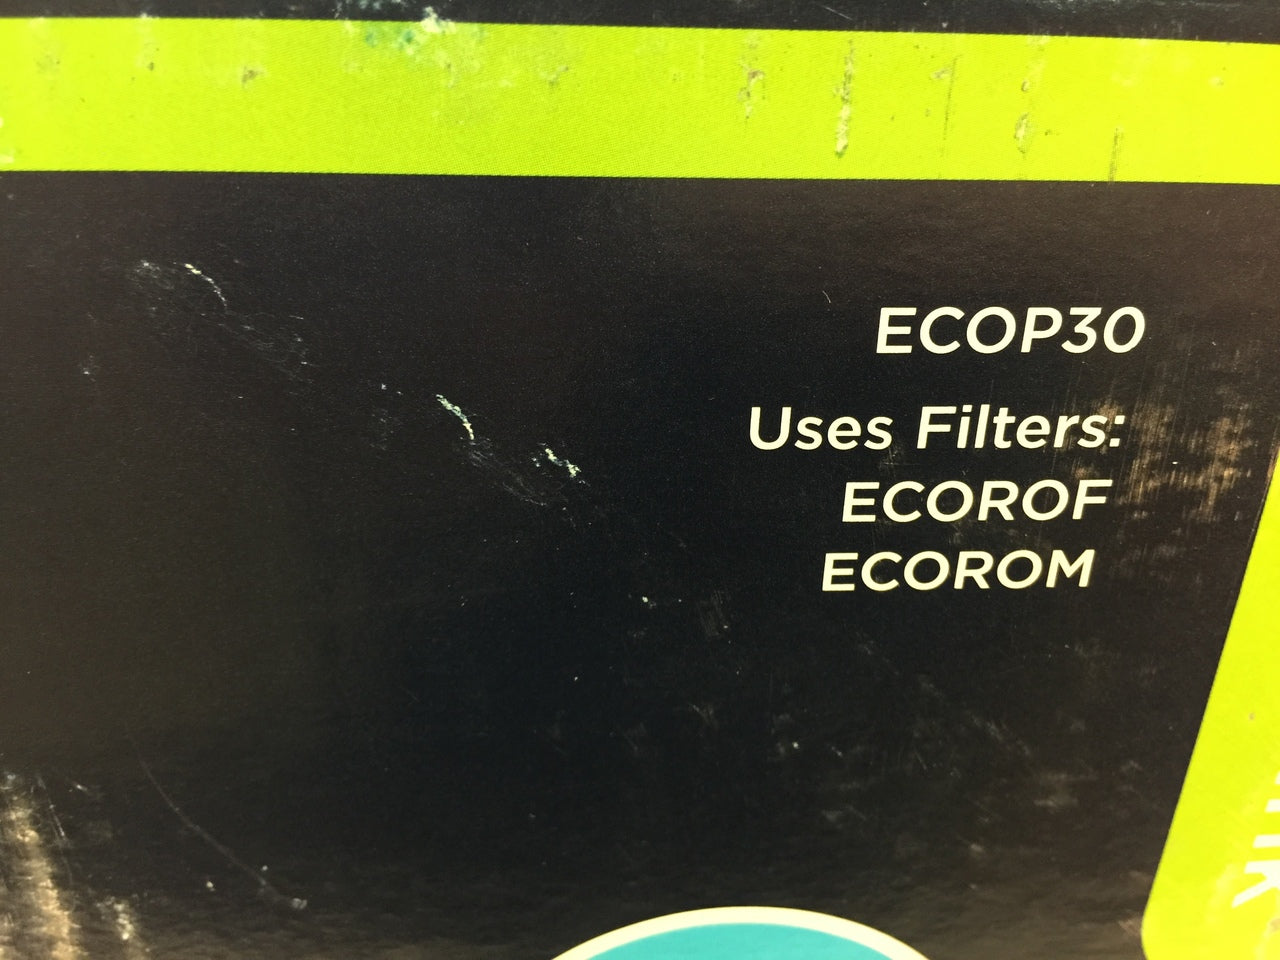 ECOP30
Uses Filters:
ECOROF
ECOROM